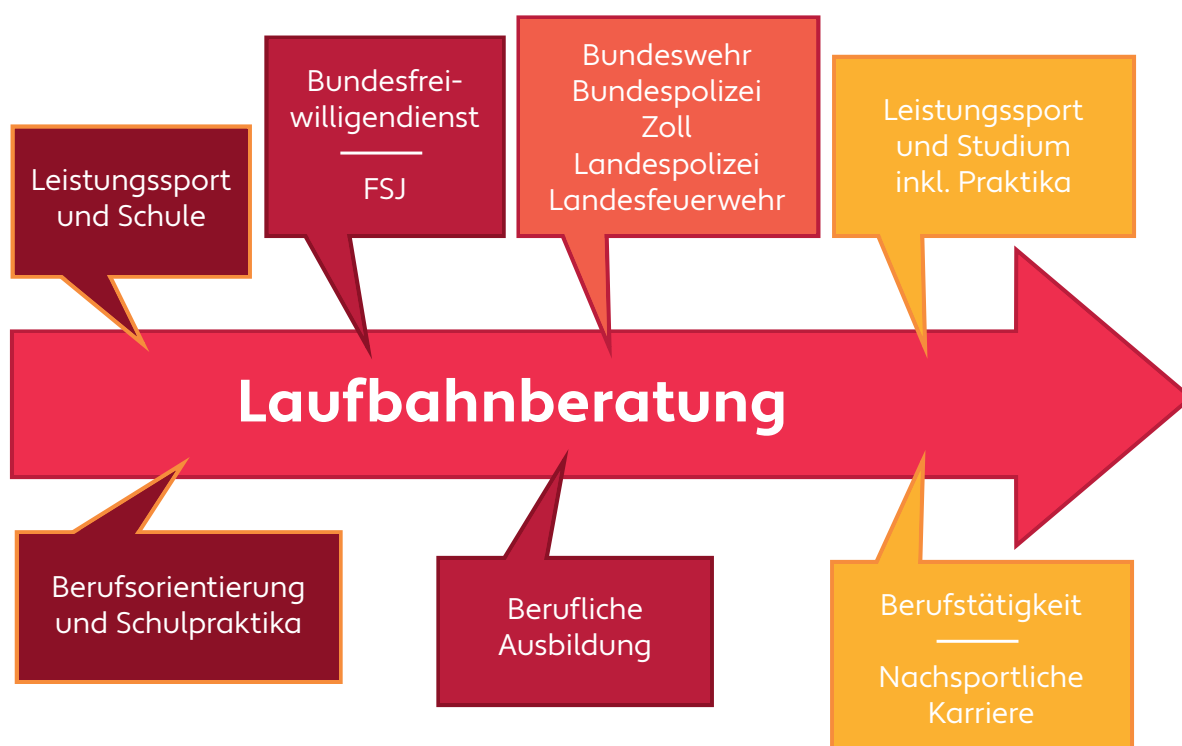 Leistungssport
und Schule
Bundesfrei-
willigendienst
FSJ
Bundeswehr
Bundespolizei
Zoll
Landespolizei
Landesfeuerwehr
Leistungssport
und Studium
inkl. Praktika
Laufbahnberatung
Berufsorientierung
und Schulpraktika
Berufliche
Ausbildung
Berufstätigkeit
Nachsportliche
Karriere